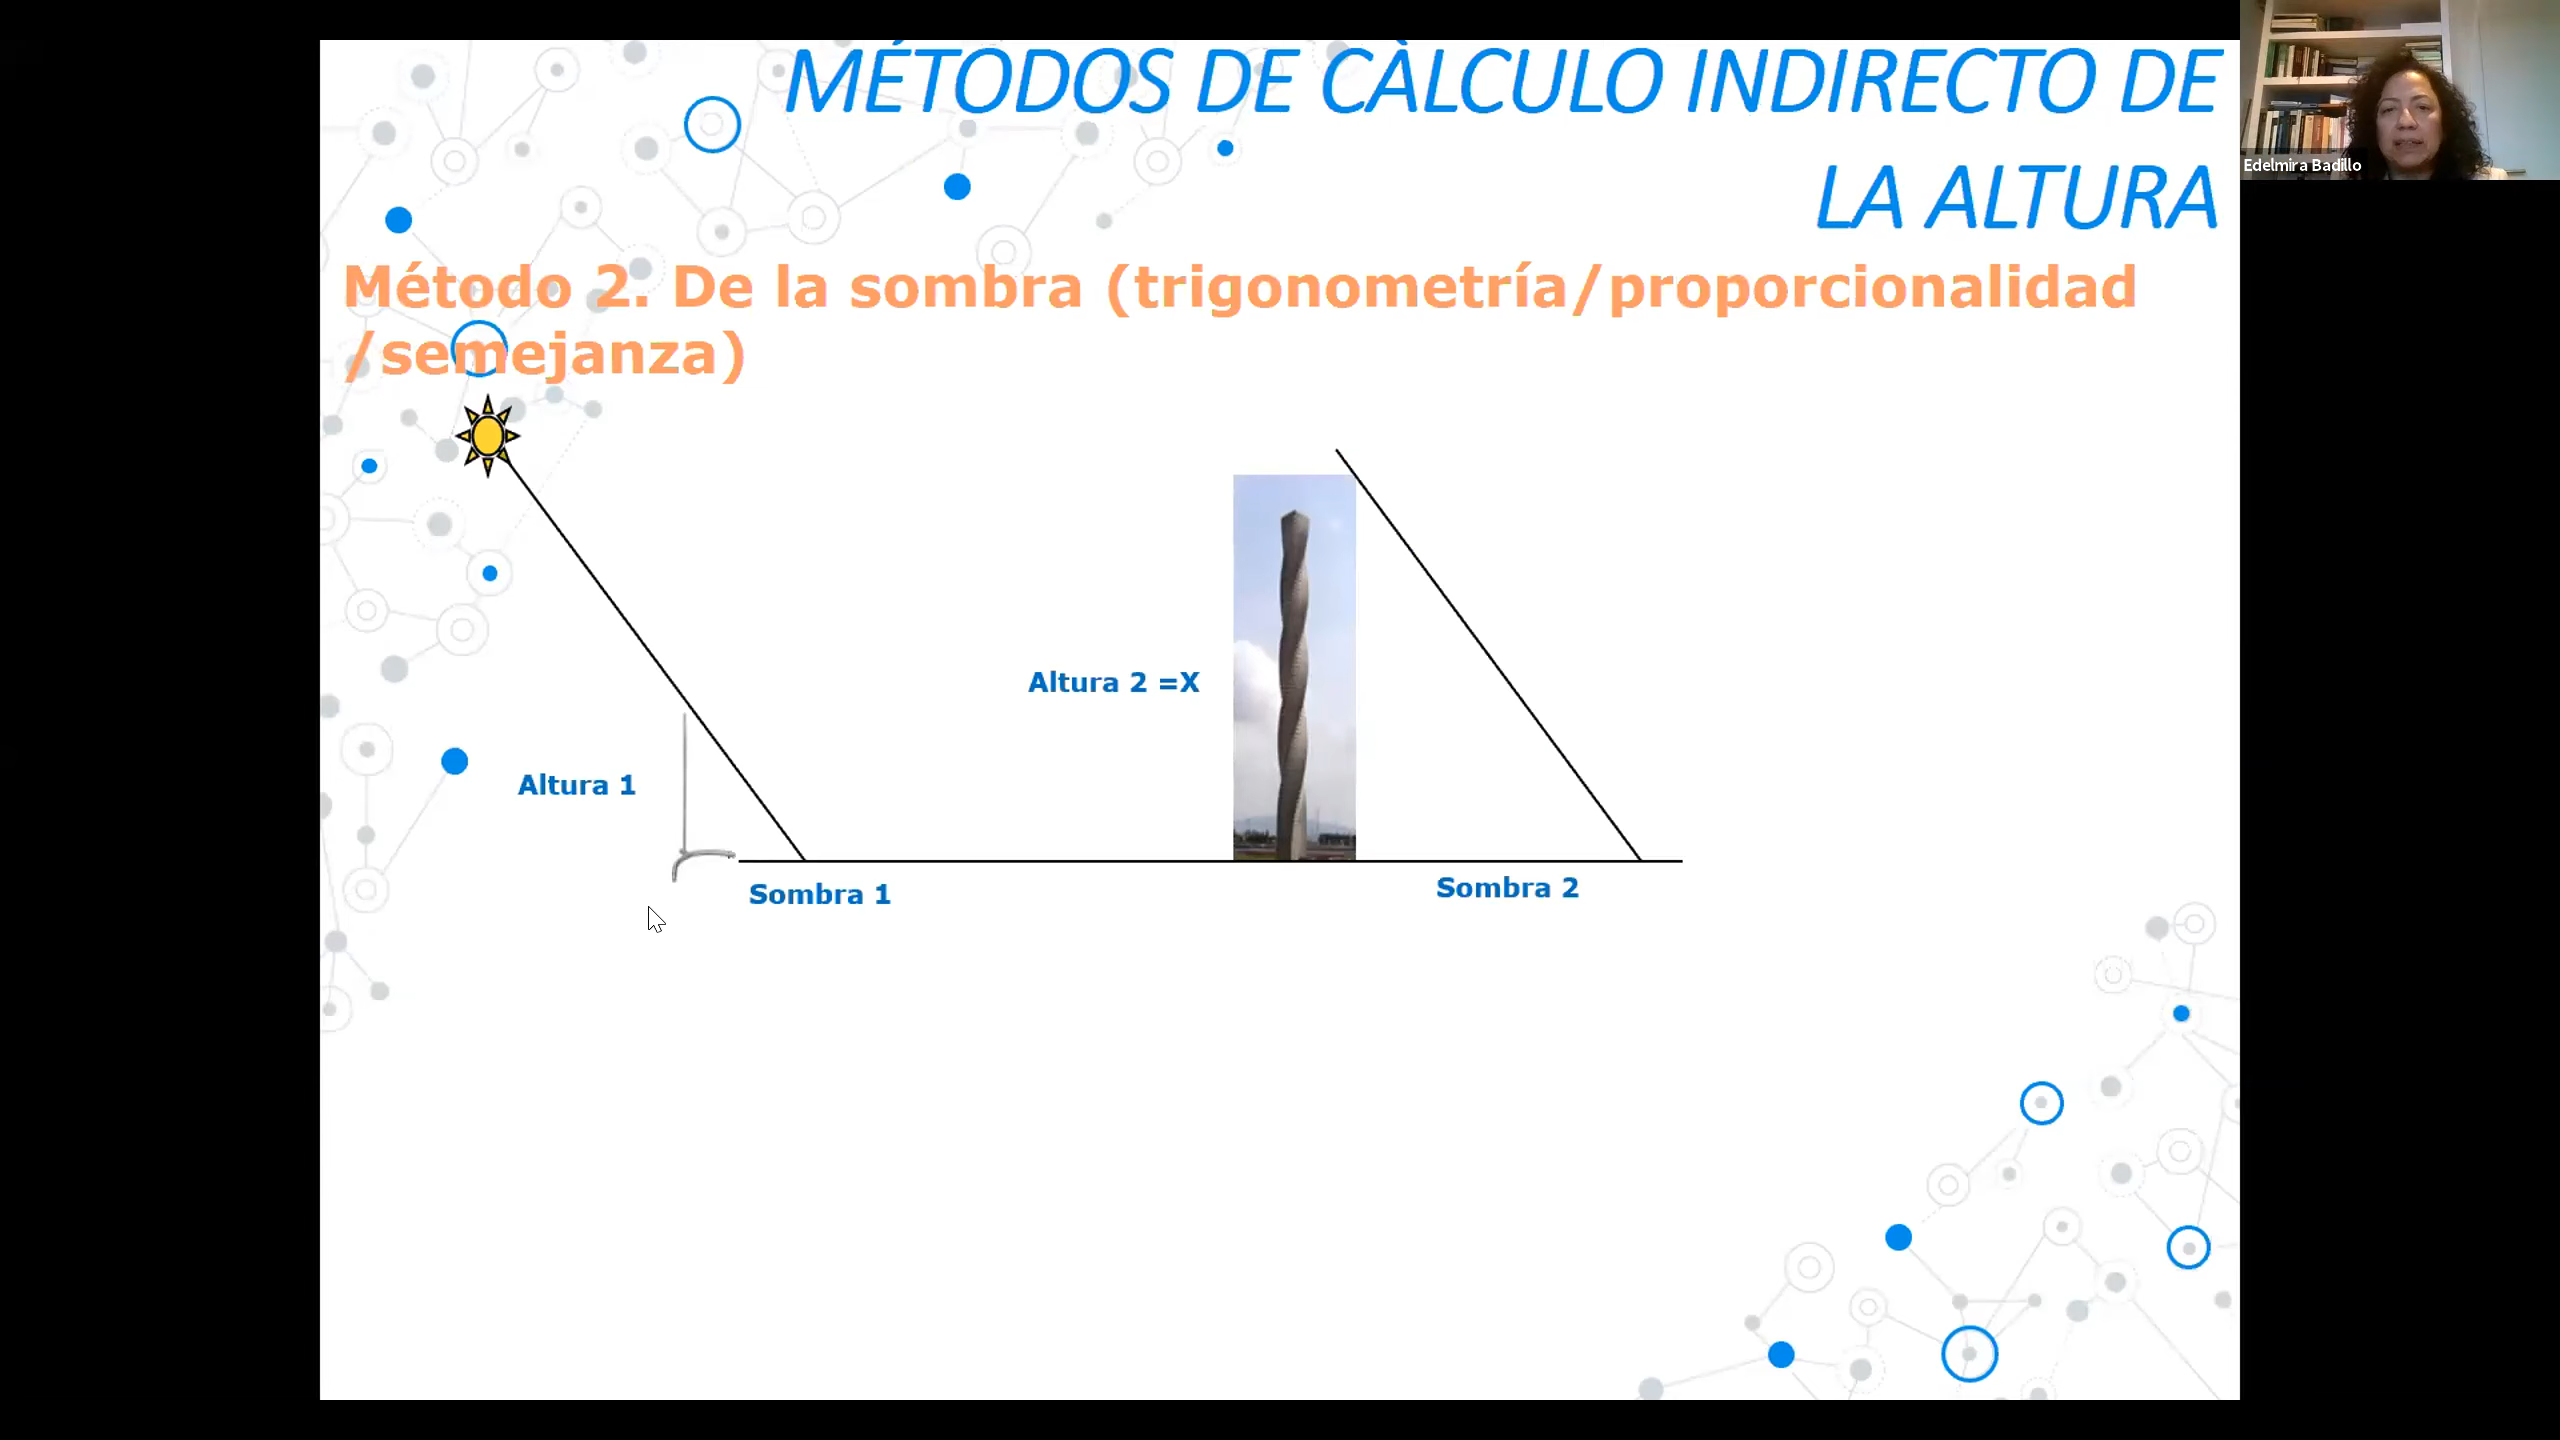 MÉTODOS DE CÀLCULO INDIRECTO DE
LA ALTURA
Edelmira Badillo
Método 2. De la sombra (trigonometría/proporcionalidad
/semejanza)
Altura 2 =X
Altura 1
Sombra 1
Sombra 2